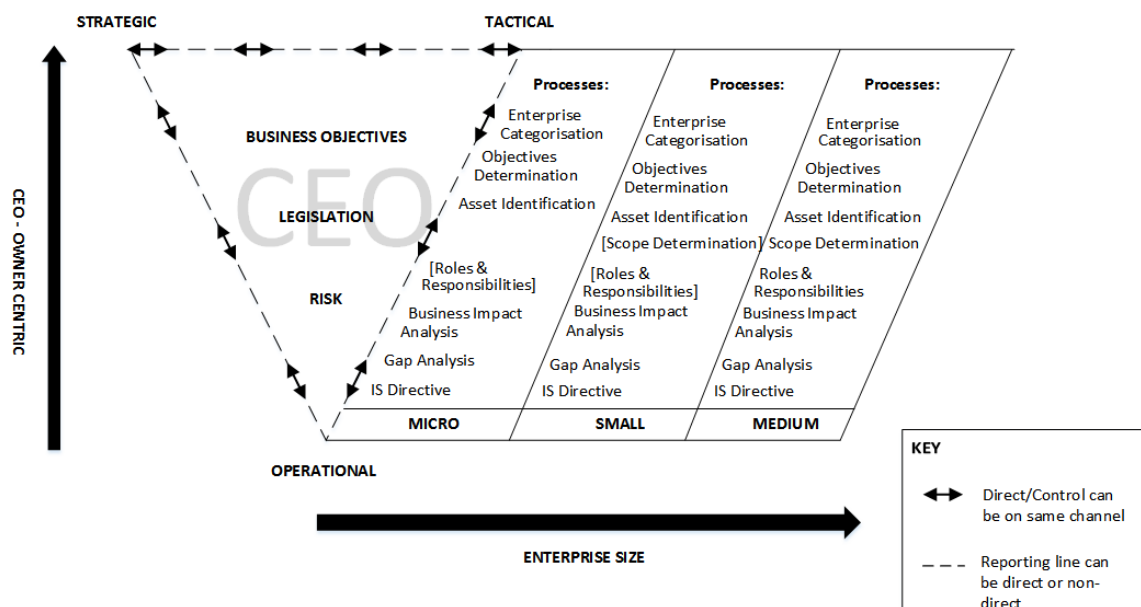 STRATEGIC
TACTICAL
CEO - OWNER CENTRIC
CEO
BUSINESS OBJECTIVES
LEGISLATION
RISK
Processes:
Enterprise
Categorisation
Objectives
Determination
Asset Identification
[Roles &
Responsibilities]
Business Impact
Analysis
Gap Analysis
IS Directive
MICRO
Processes:
Enterprise
Categorisation
Objectives
Determination
Asset Identification
[Scope Determination]
[Roles &
Responsibilities]
Business Impact
Analysis
Gap Analysis
IS Directive
SMALL
Processes:
Enterprise
Categorisation
Objectives
Determination
Asset Identification
Scope Determination
Roles &
Responsibilities
Business Impact
Analysis
Gap Analysis
IS Directive
MEDIUM
OPERATIONAL
ENTERPRISE SIZE
KEY
Direct/Control can
be on same channel
Reporting line can
be direct or non-
direct